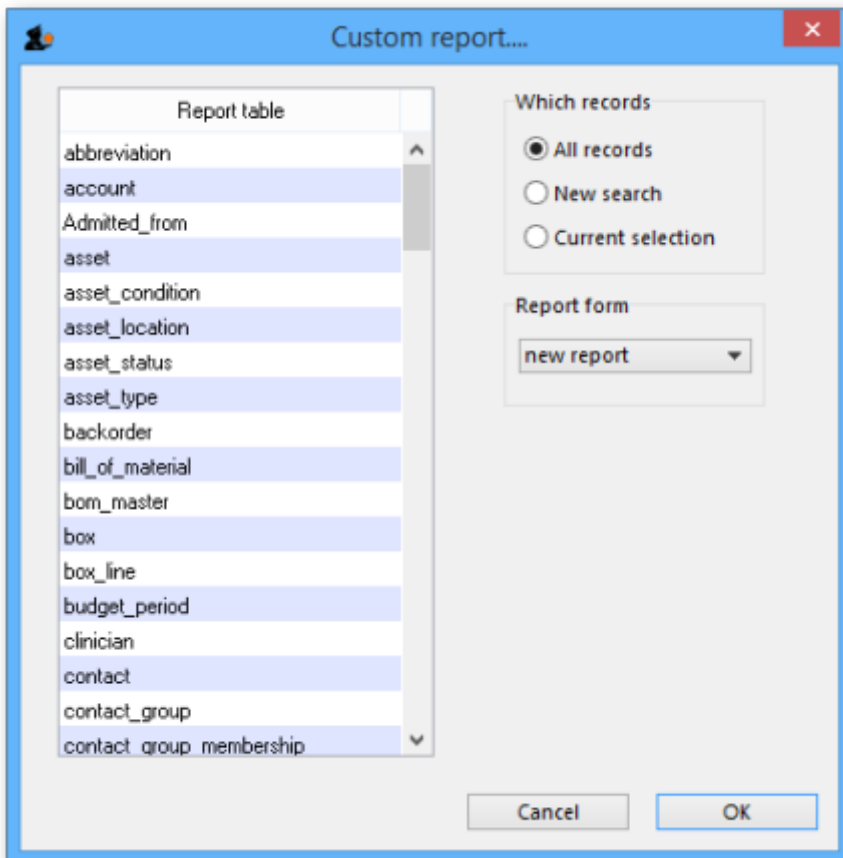 Custom report....
Report table
abbreviation
account
Admitted_from
asset
asset_condition
asset_location
asset_status
asset_type
backorder
bill_of_material
bom_master
box
box_line
budget_period
clinician
contact
contact_group
contact_group_membership
Which records
All records
New search
Current selection
Report form
new report
Cancel
OK